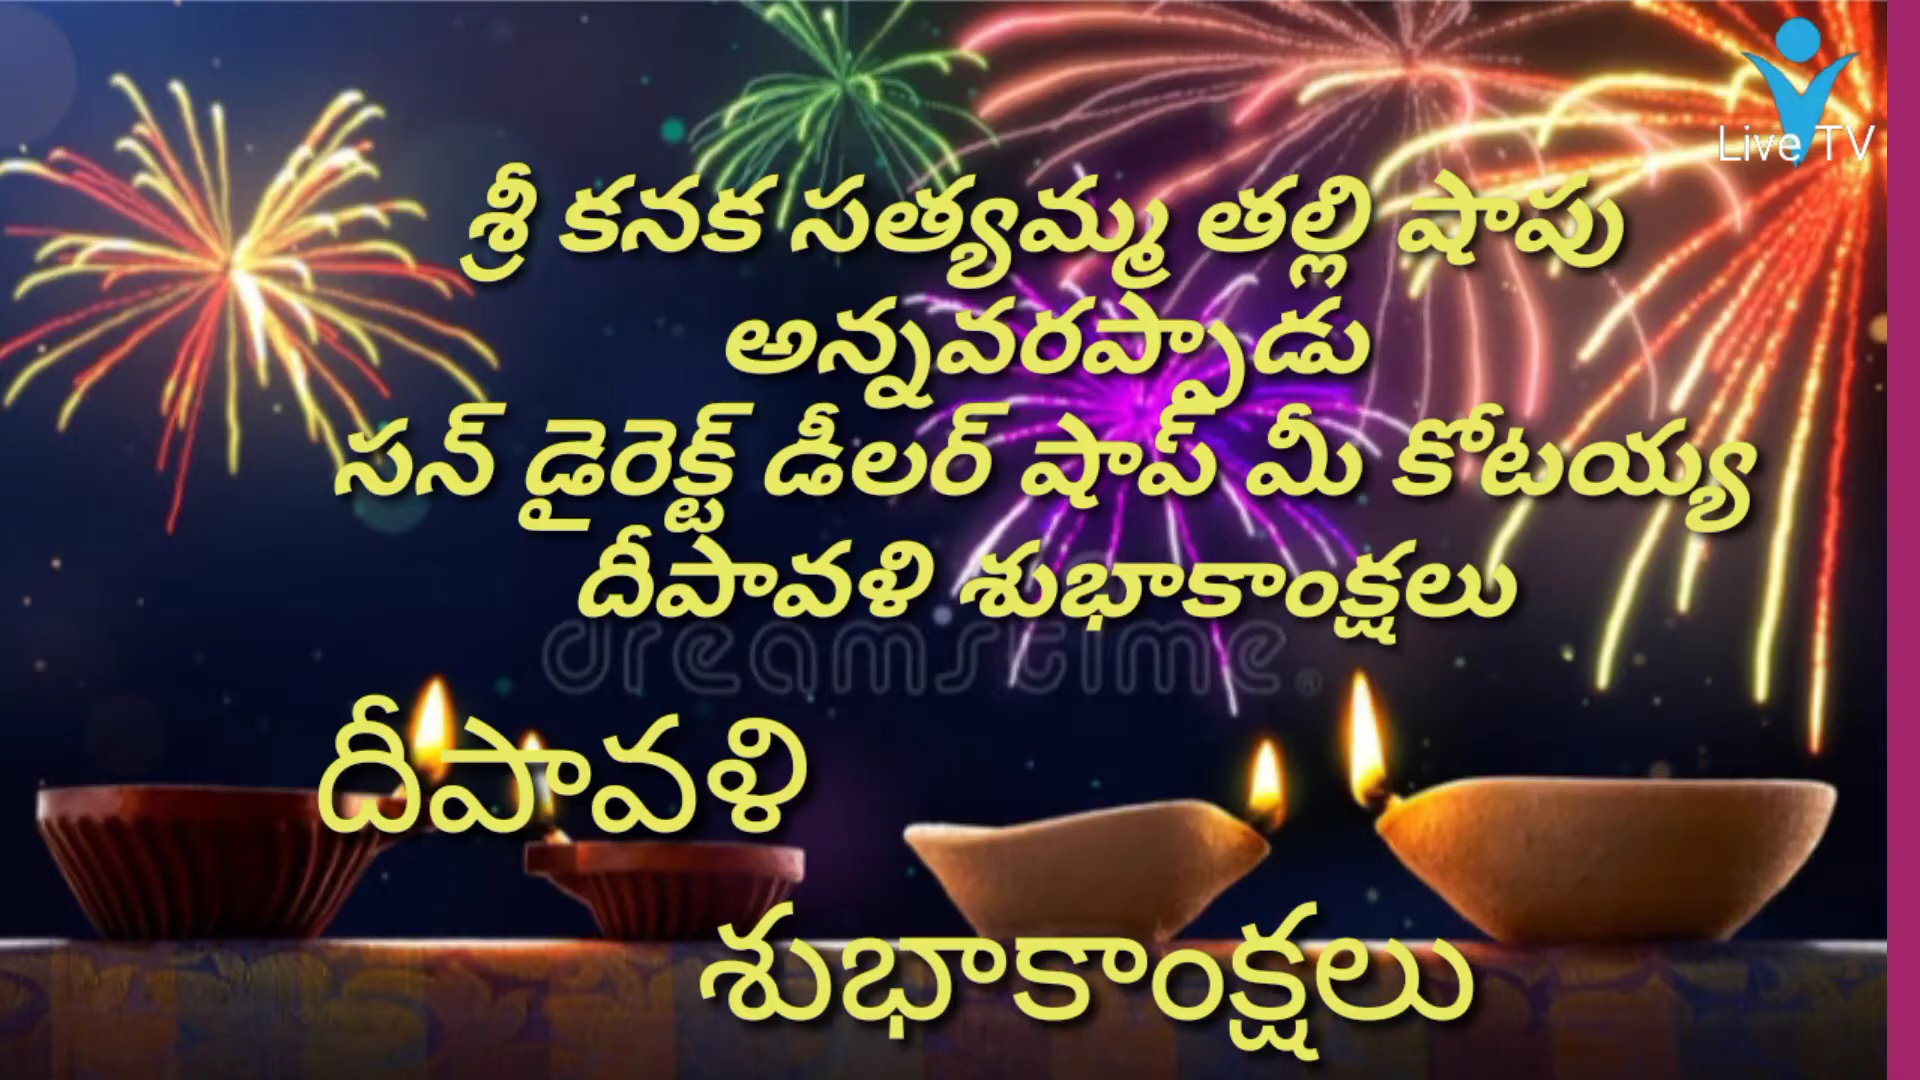 Live TV
శ్రీ కనక సత్యమ్మ తల్లి షాపు
అన్నవరప్పాడు
సన్ డైరెక్ట్ డీలర్ షాప్ మీ కోటయ్య
దీపావళి శుభాకాంక్షలు
dreamstime®
దీపావళి
శుభాకాంక్షలు